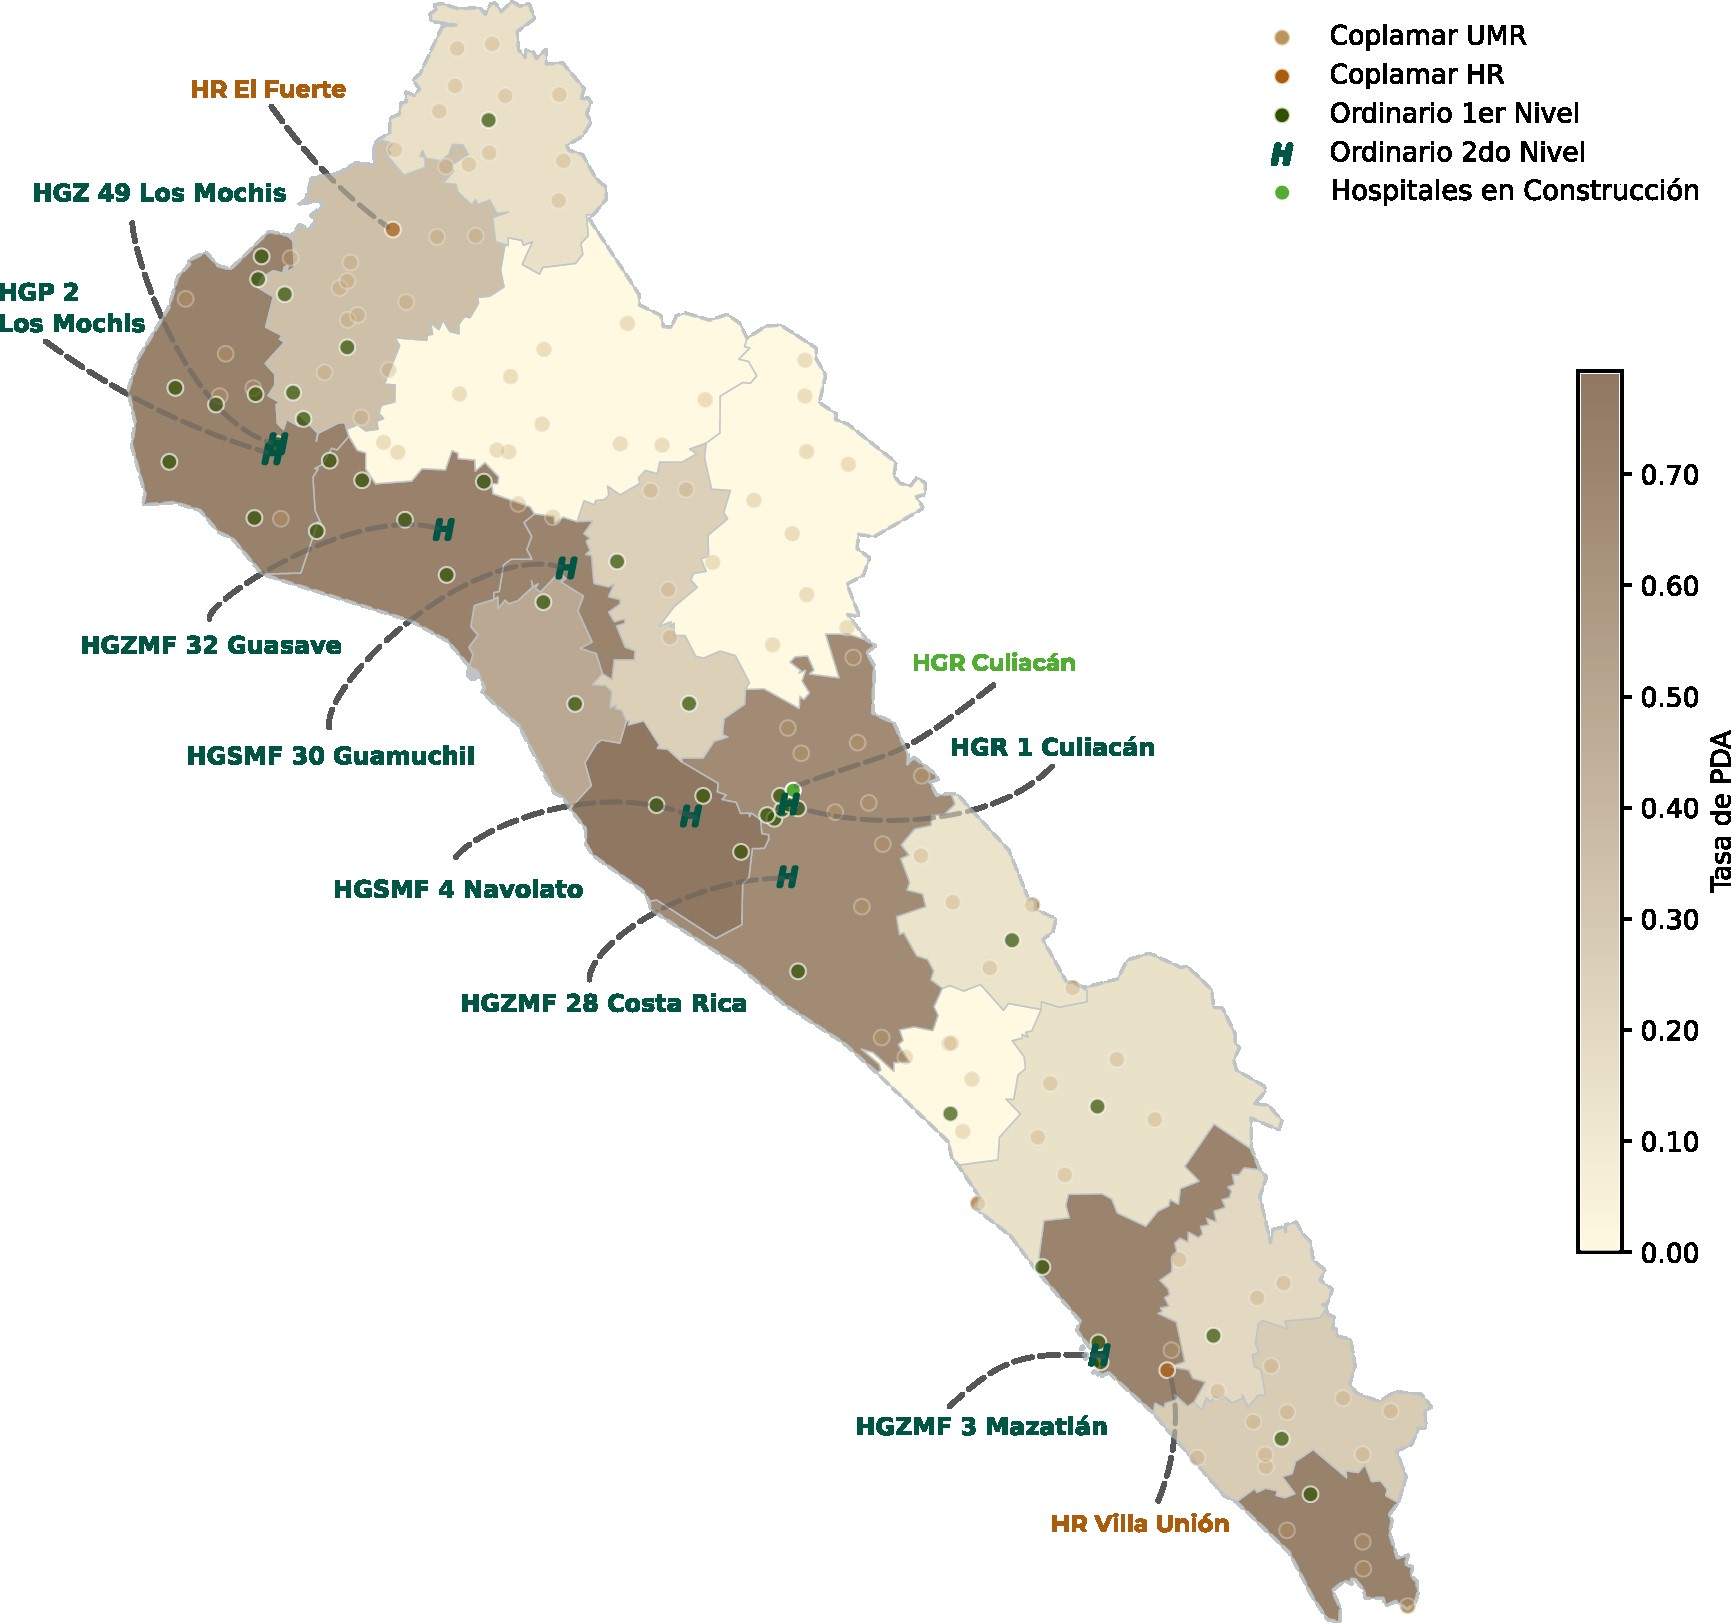 Coplamar UMR
Coplamar HR
Ordinario 1er Nivel
H Ordinario 2do Nivel
Hospitales en Construcción
HR El Fuerte
HGZ 49 Los Mochis
HGP 2
Los Mochis
HGZMF 32 Guasave
HGSMF 30 Guamuchil
HGR Culiacán
HGR 1 Culiacán
HGSMF 4 Navolato
HGZMF 28 Costa Rica
HGZMF 3 Mazatlán
HR Villa Unión
H
H
H
H
H
H
H
H
0.70
0.60
0.50
0.40
0.30
0.20
0.10
0.00
Tasa de PDA